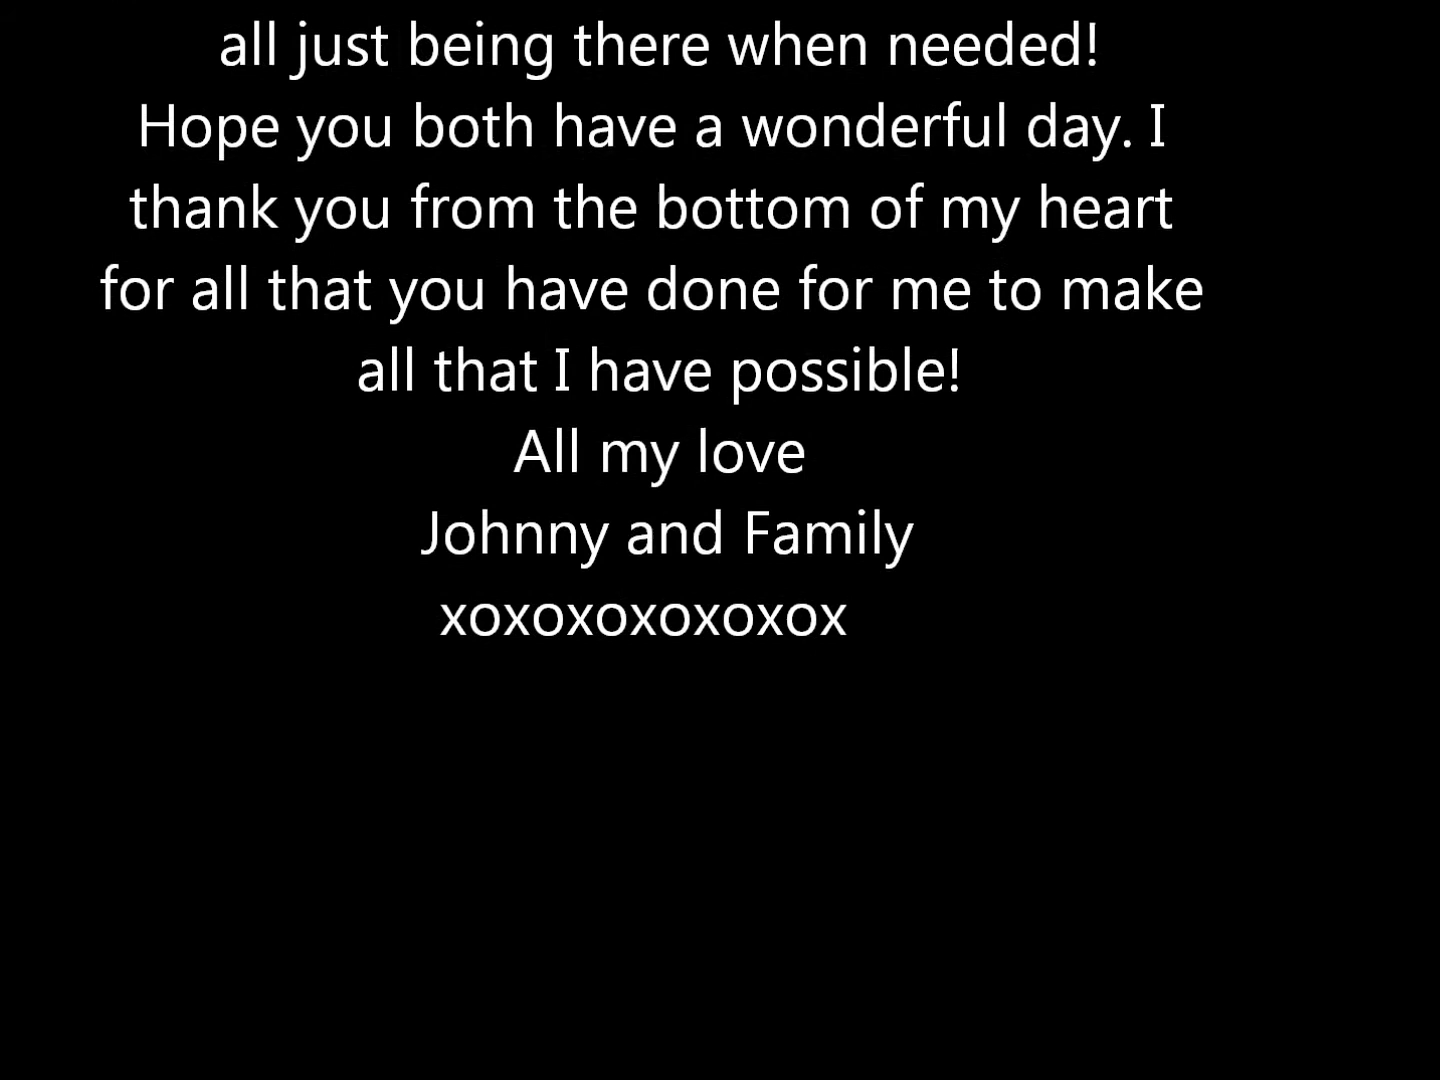 all just being there when needed!
Hope you both have a wonderful day. I
thank you from the bottom of my heart
for all that you have done for me to make
all that I have possible!
All my love
Johnny and Family
xoxoxoxoxoxox